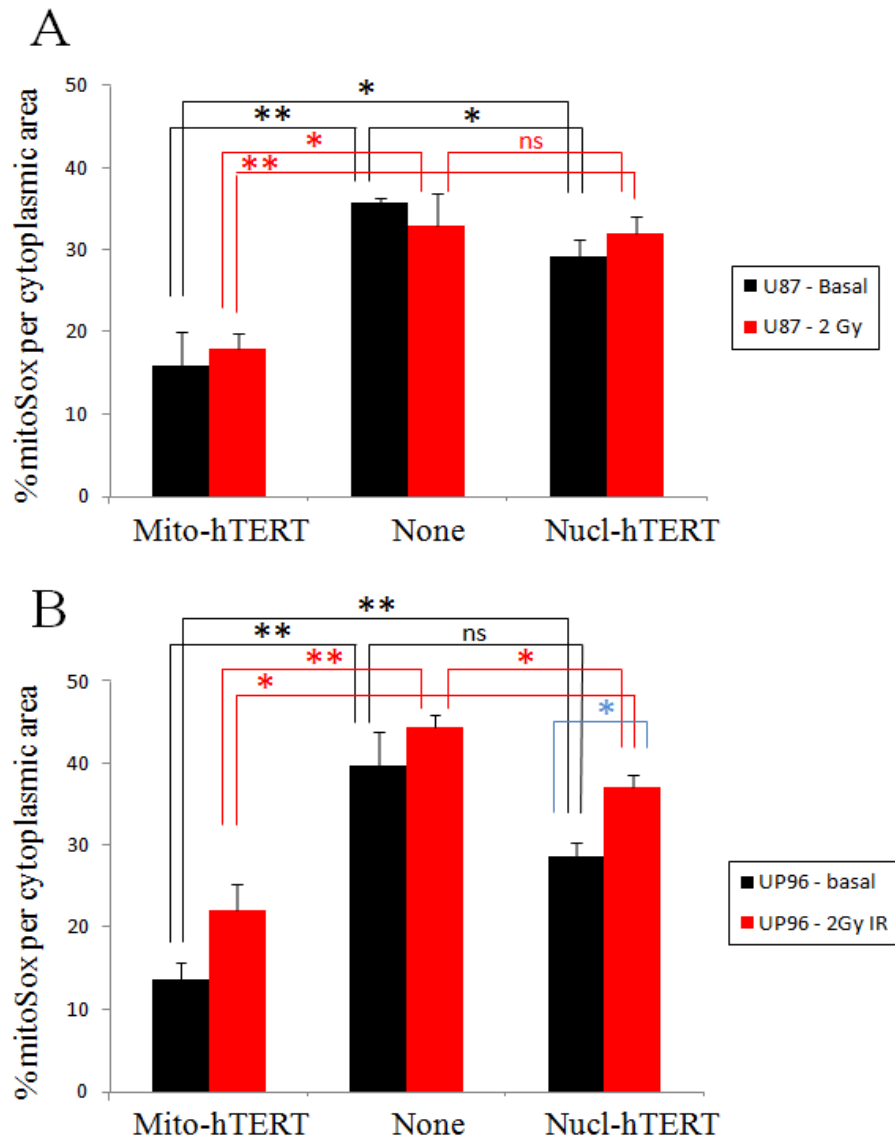 A
%mitoSox per cytoplasmic area
50
40
30
20
10
0
*
** *
* ns
**
Mito-hTERT None Nucl-hTERT
U87 - Basal
U87 - 2 Gy
B
%mitoSox per cytoplasmic area
50
40
30
20
10
0
**
** ns
** *
*
*
Mito-hTERT None Nucl-hTERT
UP96 - basal
UP96 - 2Gy IR